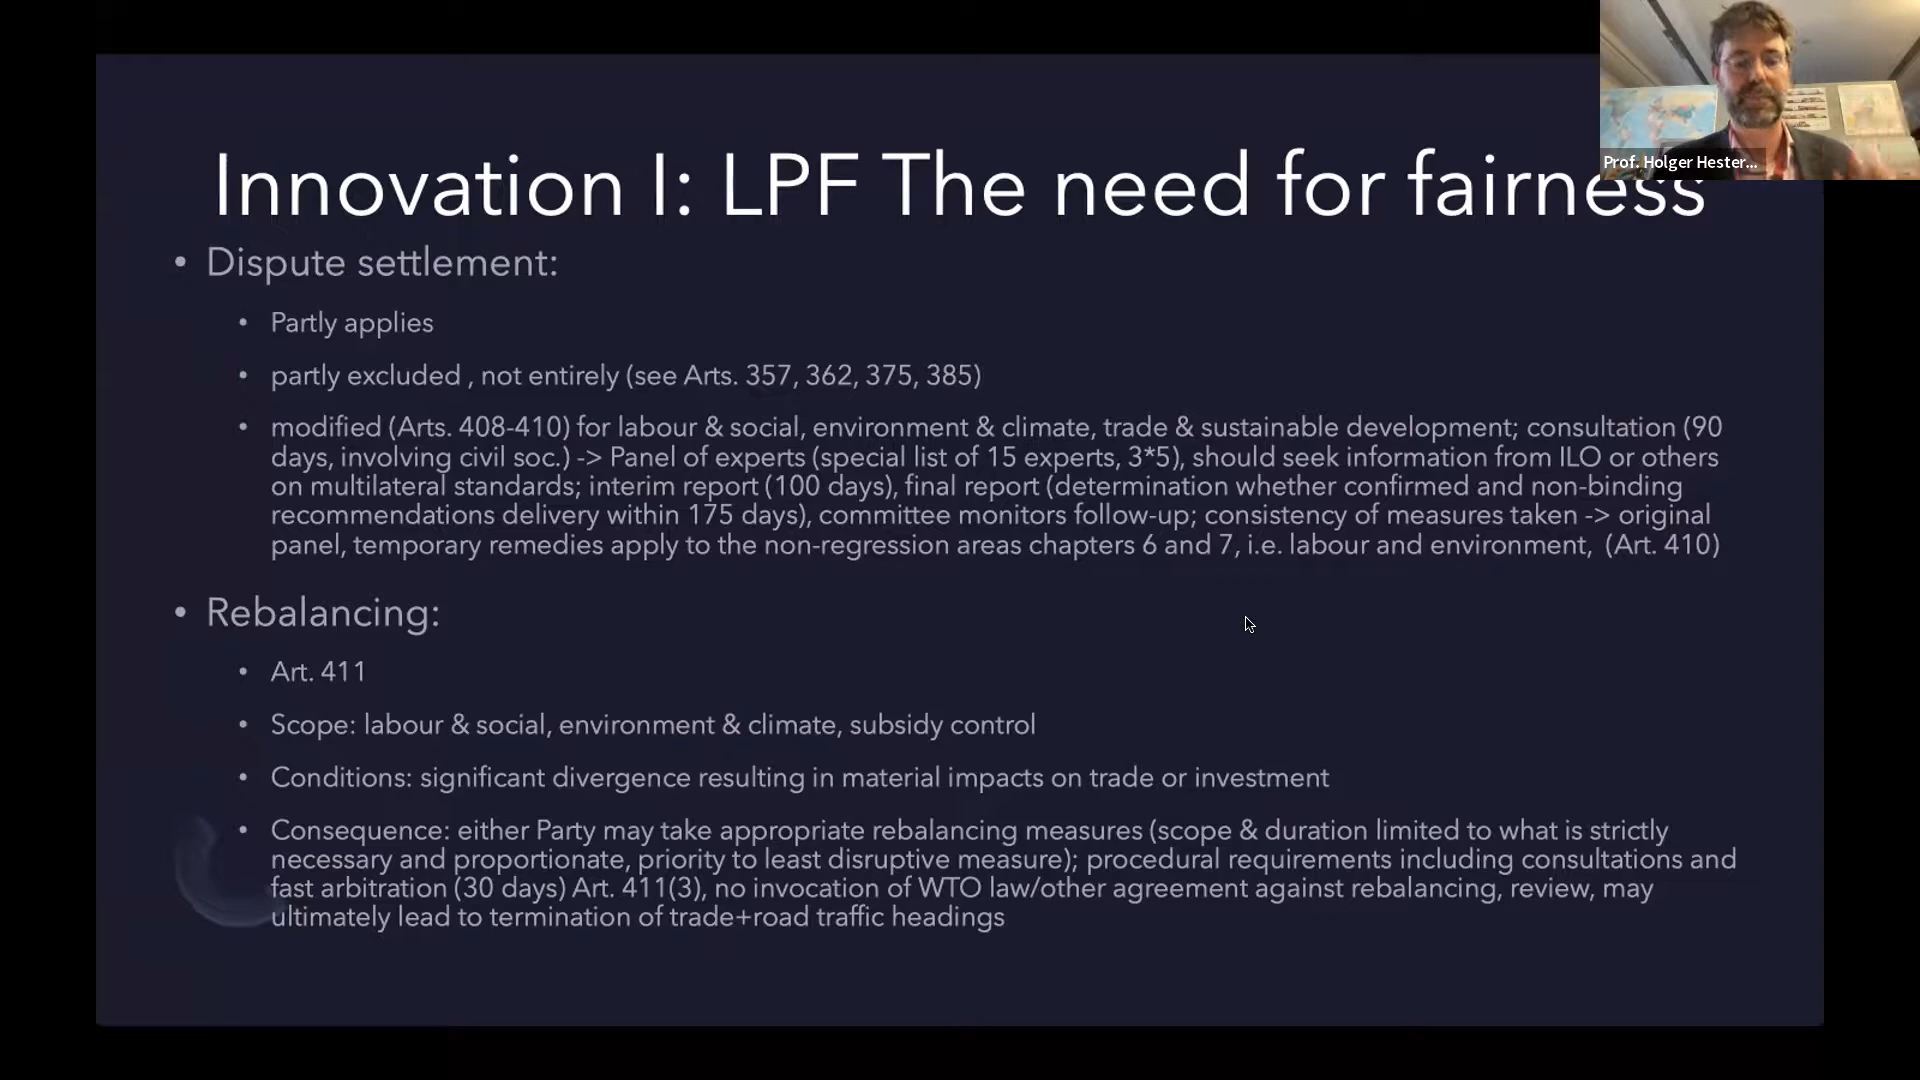 Innovation I: LPF The need for fairness
Prof. Holger Hester...
• Dispute settlement:
• Partly applies
• partly excluded , not entirely (see Arts. 357, 362, 375, 385)
• modified (Arts. 408-410) for labour & social, environment & climate, trade & sustainable development; consultation (90
days, involving civil soc.) -> Panel of experts (special list of 15 experts, 3*5), should seek information from ILO or others
on multilateral standards; interim report (100 days), final report (determination whether confirmed and non-binding
recommendations delivery within 175 days), committee monitors follow-up; consistency of measures taken -> original
panel, temporary remedies apply to the non-regression areas chapters 6 and 7, i.e. labour and environment, (Art. 410)
• Rebalancing:
• Art. 411
• Scope: labour & social, environment & climate, subsidy control
• Conditions: significant divergence resulting in material impacts on trade or investment
• Consequence: either Party may take appropriate rebalancing measures (scope & duration limited to what is strictly
necessary and proportionate, priority to least disruptive measure); procedural requirements including consultations and
fast arbitration (30 days) Art. 411(3), no invocation of WTO law/other agreement against rebalancing, review, may
ultimately lead to termination of trade+road traffic headings